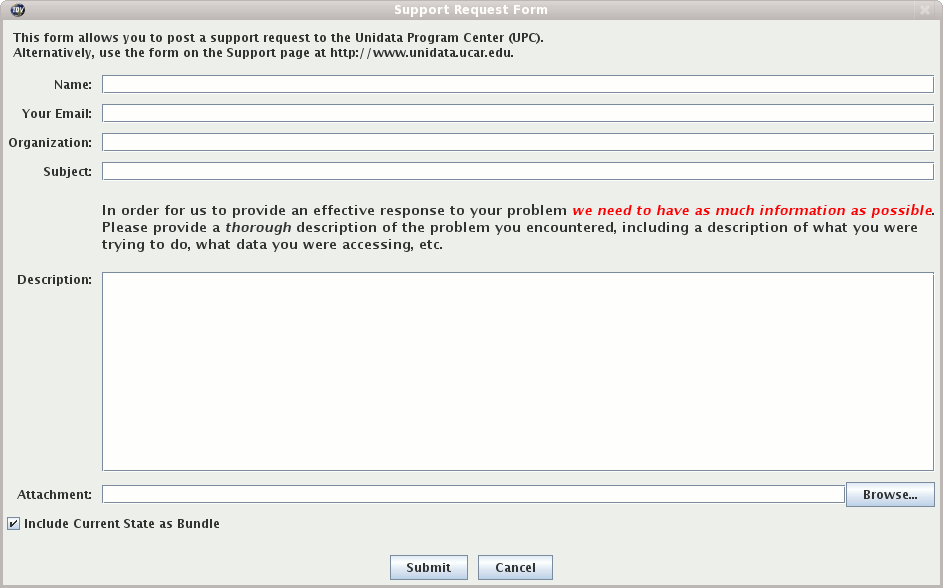 IDV
Support Request Form
This form allows you to post a support request to the Unidata Program Center (UPC).
Alternatively, use the form on the Support page at http://www.unidata.ucar.edu.
Name:
Your Email:
Organization:
Subject:
In order for us to provide an effective response to your problem we need to have as much information as possible.
Please provide a thorough description of the problem you encountered, including a description of what you were
trying to do, what data you were accessing, etc.
Description:
Attachment:
Browse...
Include Current State as Bundle
Submit
Cancel